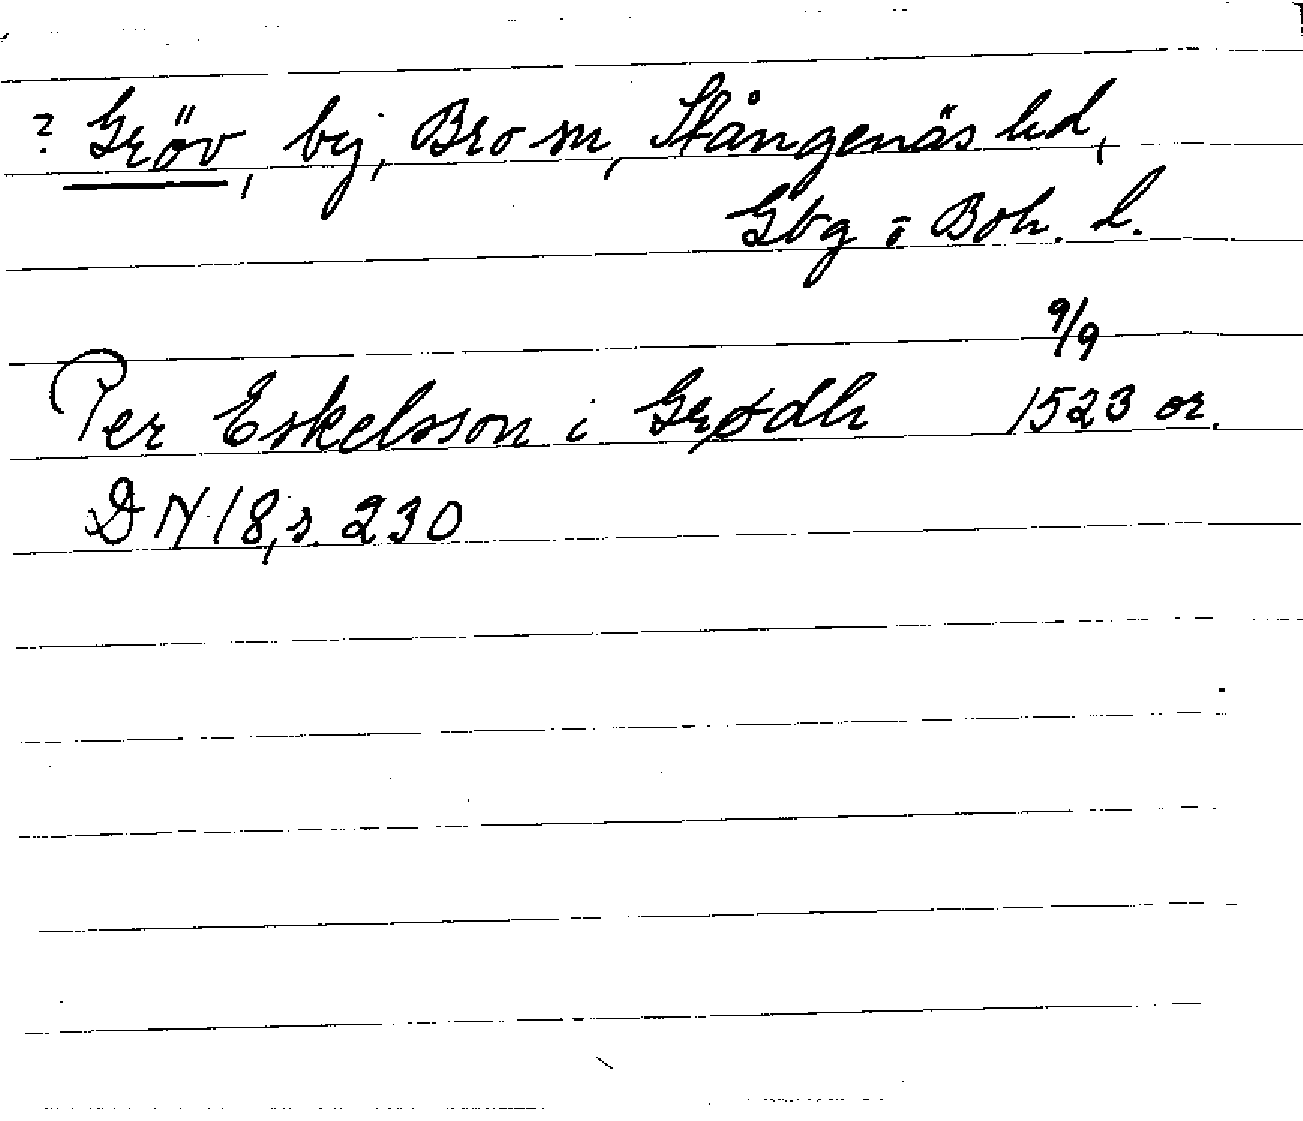 ? Gröv, by, Bro sn, Stångenäs hd,
Gbg o Boh. l.
9/9
Per Eskelsson i Grødh 1523 or.
DN 18, s. 230